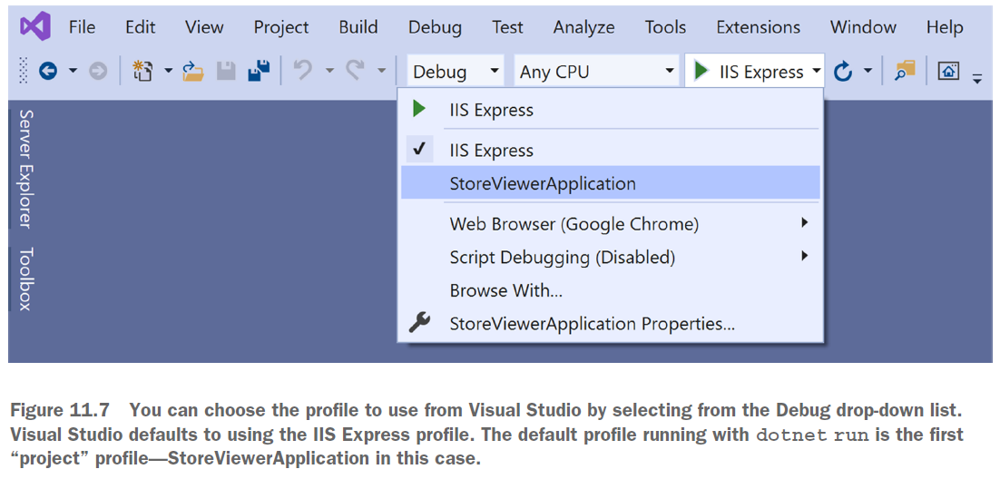 File Edit View Project Build Debug Test Analyze Tools Extensions Window Help
Debug Any CPU IIS Express
Server Explorer
Toolbox
IIS Express
IIS Express
StoreViewerApplication
Web Browser (Google Chrome)
Script Debugging (Disabled)
Browse With...
StoreViewerApplication Properties...
Figure 11.7 You can choose the profile to use from Visual Studio by selecting from the Debug drop-down list.
Visual Studio defaults to using the IIS Express profile. The default profile running with dotnet run is the first
“project” profile—StoreViewerApplication in this case.